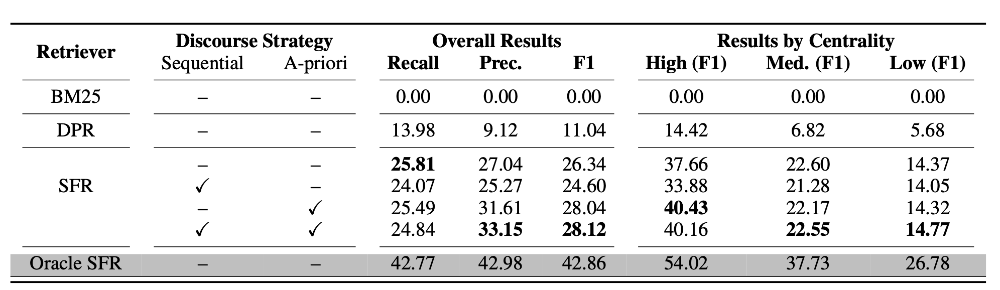 Retriever Discourse Strategy Overall Results Results by Centrality
Sequential A-priori Recall Prec. F1 High (F1) Med. (F1) Low (F1)
BM25 – – 0.00 0.00 0.00 0.00 0.00 0.00
DPR – – 13.98 9.12 11.04 14.42 6.82 5.68
– – 25.81 27.04 26.34 37.66 22.60 14.37
SFR ✓ – 24.07 25.27 24.60 33.88 21.28 14.05
– ✓ 25.49 31.61 28.04 40.43 22.17 14.32
✓ ✓ 24.84 33.15 28.12 40.16 22.55 14.77
Oracle SFR – – 42.77 42.98 42.86 54.02 37.73 26.78